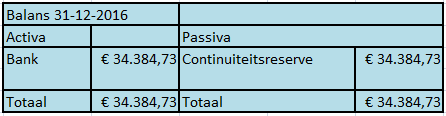 Balans 31-12-2016
Activa Passiva
Bank € 34.384,73 Continuiteitsreserve € 34.384,73
Totaal € 34.384,73 Totaal € 34.384,73